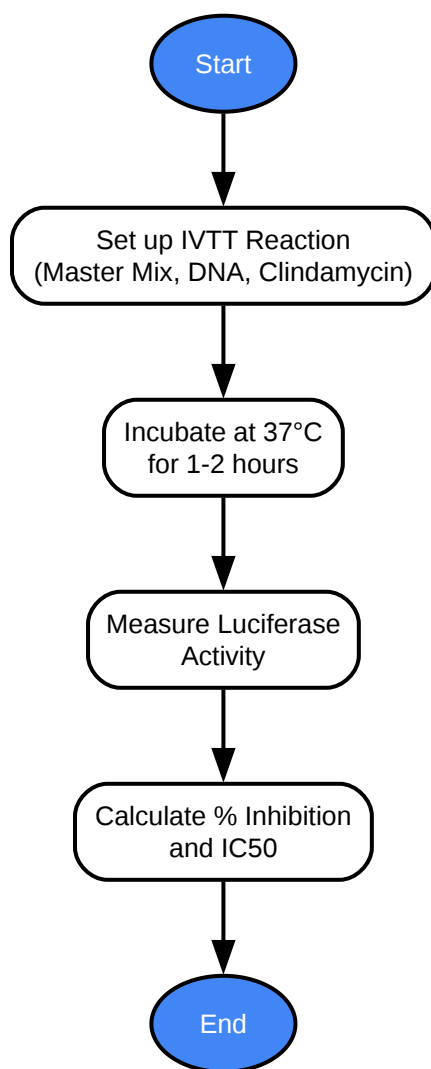 Start
Set up IVTT Reaction
(Master Mix, DNA, Clindamycin)
Incubate at 37°C
for 1-2 hours
Measure Luciferase
Activity
Calculate % Inhibition
and IC50
End